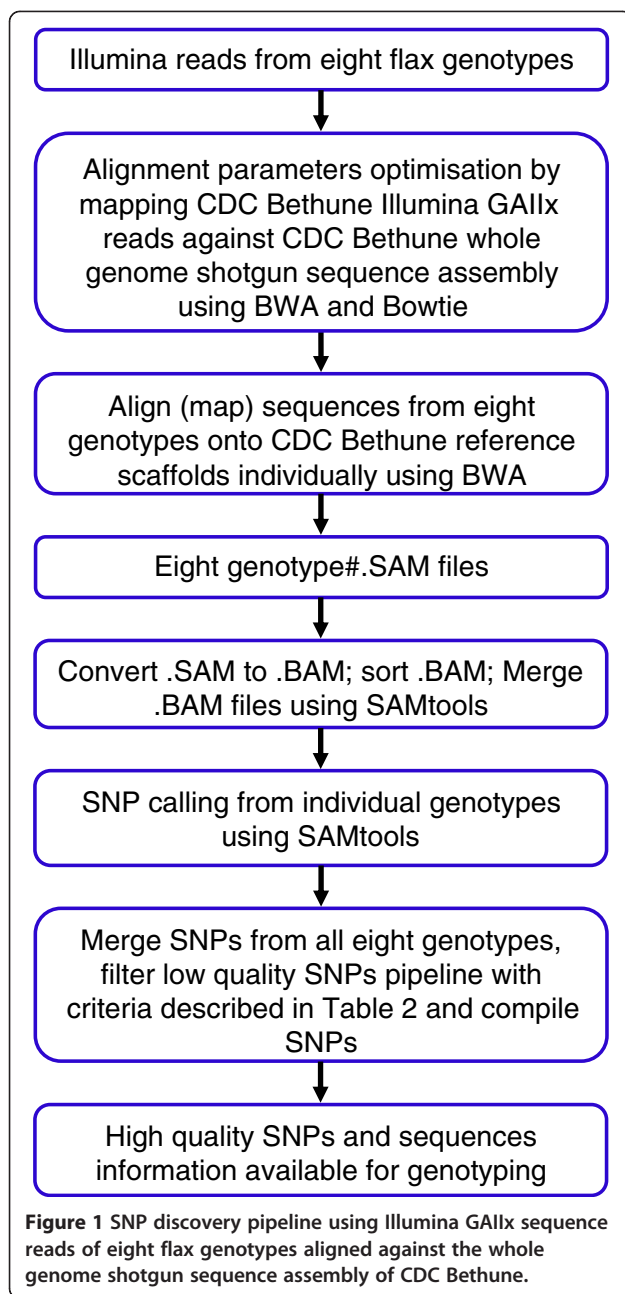 Illumina reads from eight flax genotypes
Alignment parameters optimisation by
mapping CDC Bethune Illumina GAIIx
reads against CDC Bethune whole
genome shotgun sequence assembly
using BWA and Bowtie
Align (map) sequences from eight
genotypes onto CDC Bethune reference
scaffolds individually using BWA
Eight genotype#.SAM files
Convert .SAM to .BAM; sort .BAM; Merge
.BAM files using SAMtools
SNP calling from individual genotypes
using SAMtools
Merge SNPs from all eight genotypes,
filter low quality SNPs pipeline with
criteria described in Table 2 and compile
SNPs
High quality SNPs and sequences
information available for genotyping
Figure 1 SNP discovery pipeline using Illumina GAIIx sequence
reads of eight flax genotypes aligned against the whole
genome shotgun sequence assembly of CDC Bethune.